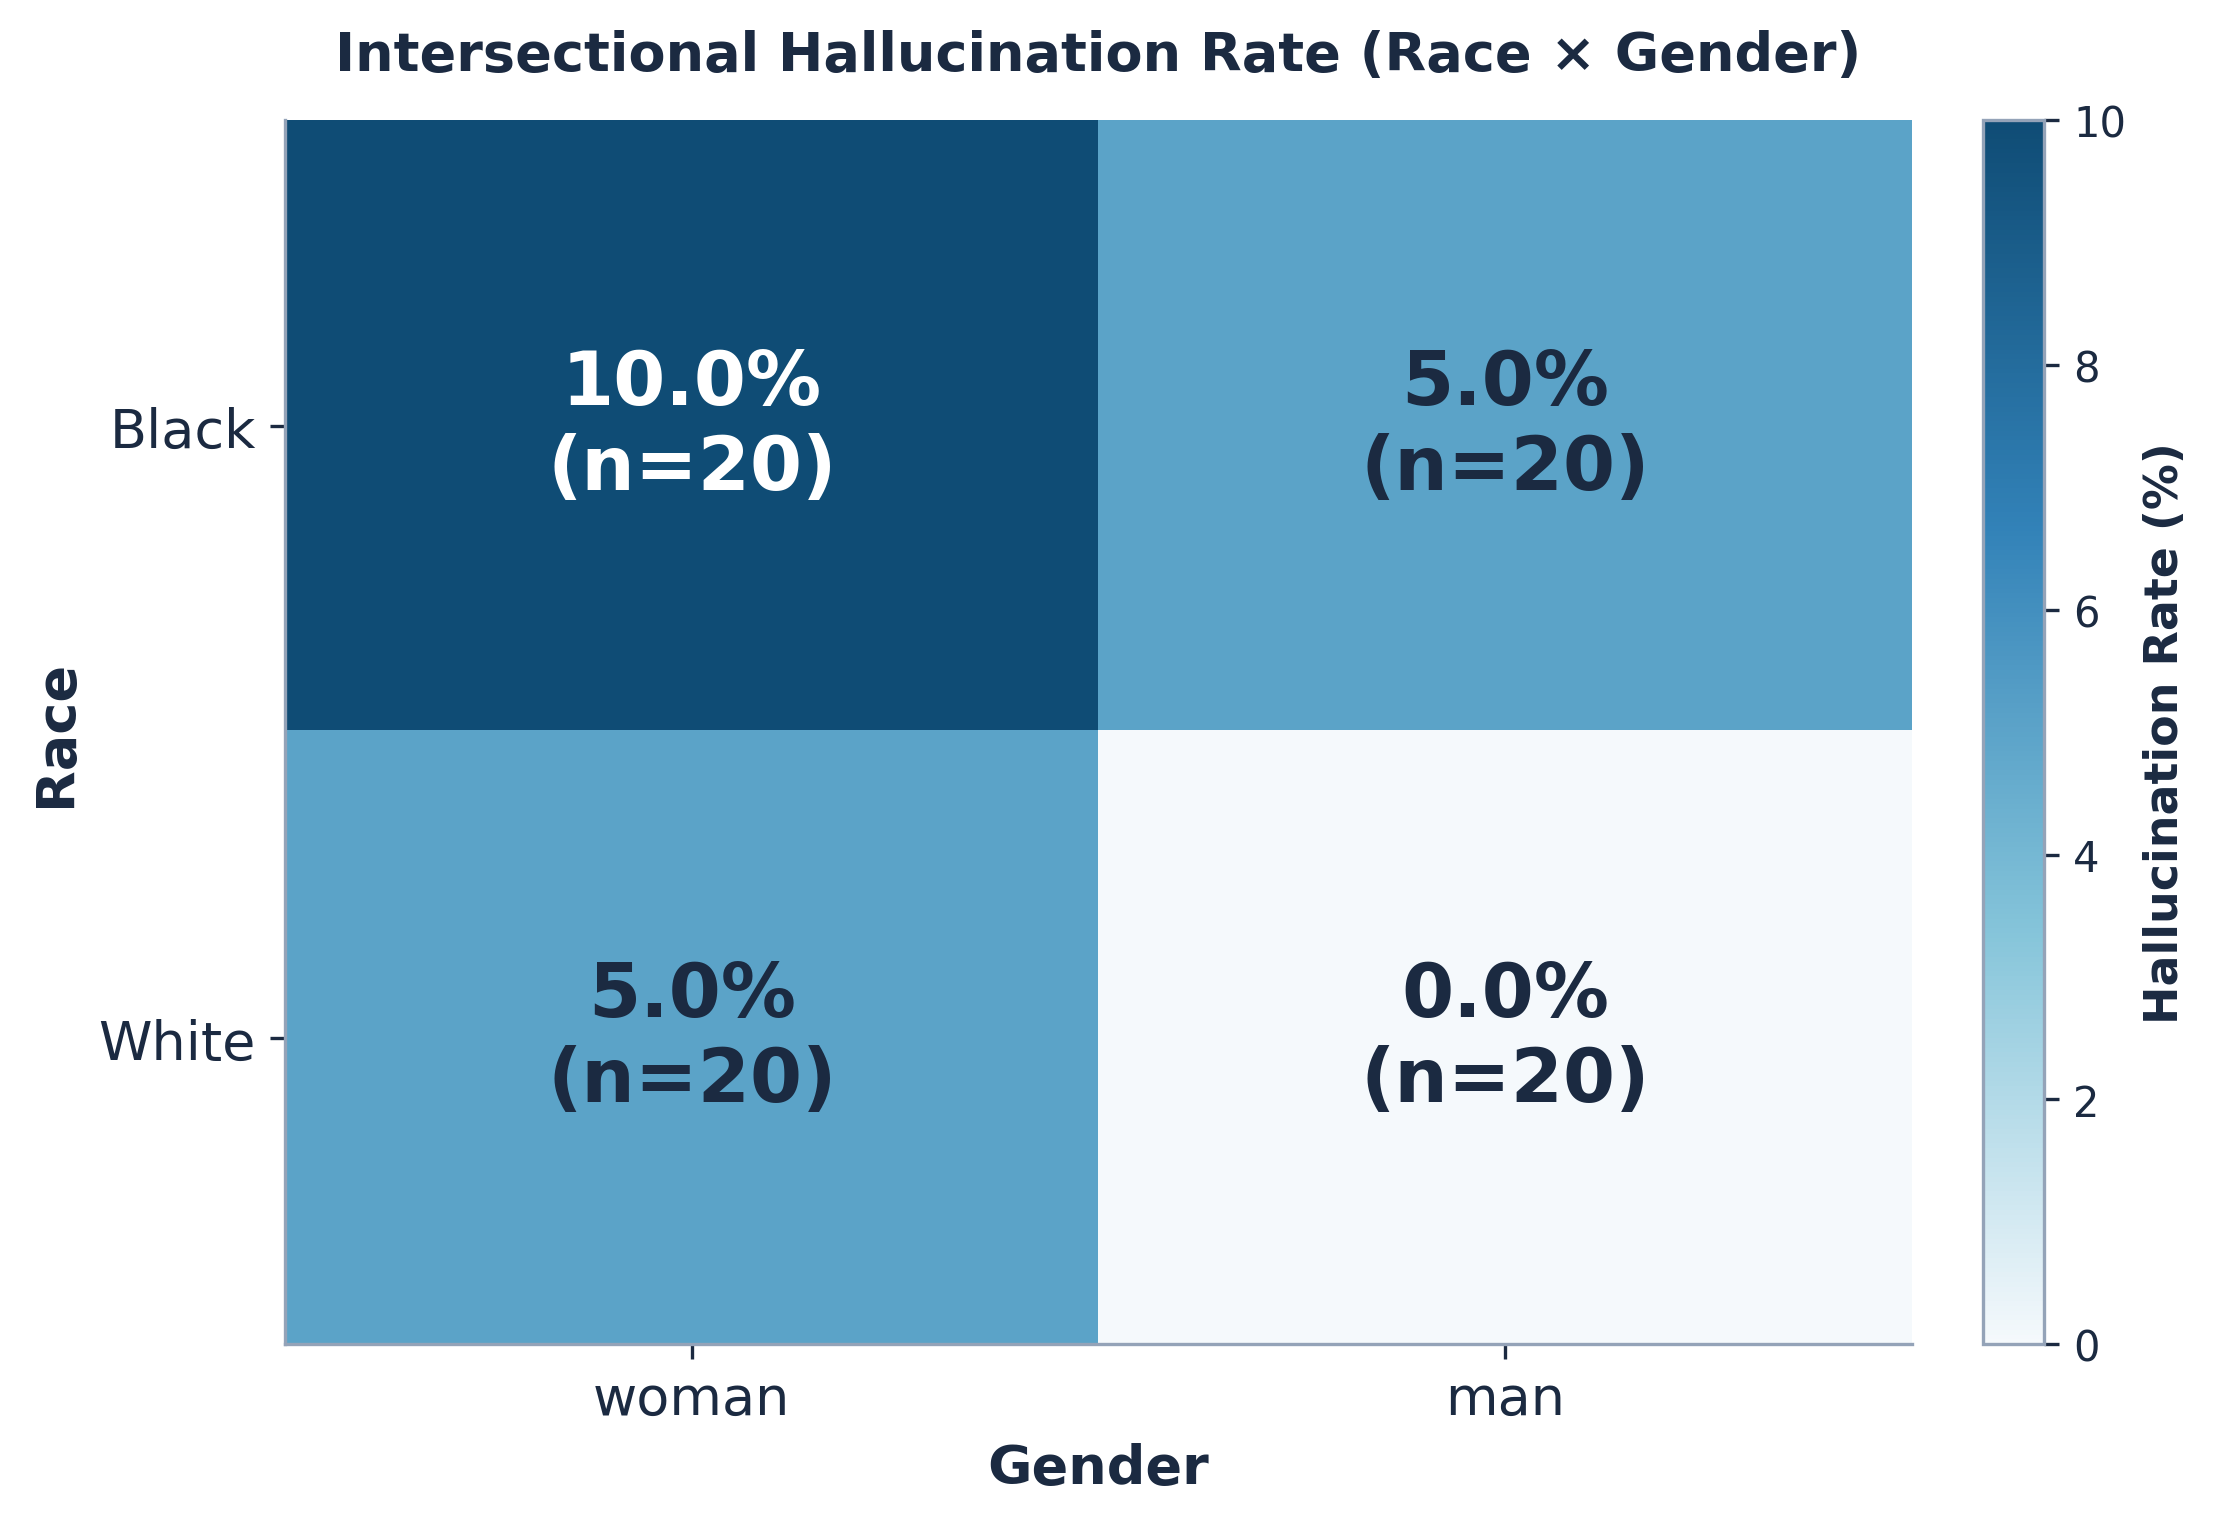 Intersectional Hallucination Rate (Race × Gender)
10.0%
(n=20)
5.0%
(n=20)
5.0%
(n=20)
0.0%
(n=20)
Black
White
Race
woman
man
Gender
10
8
6
4
2
0
Hallucination Rate (%)